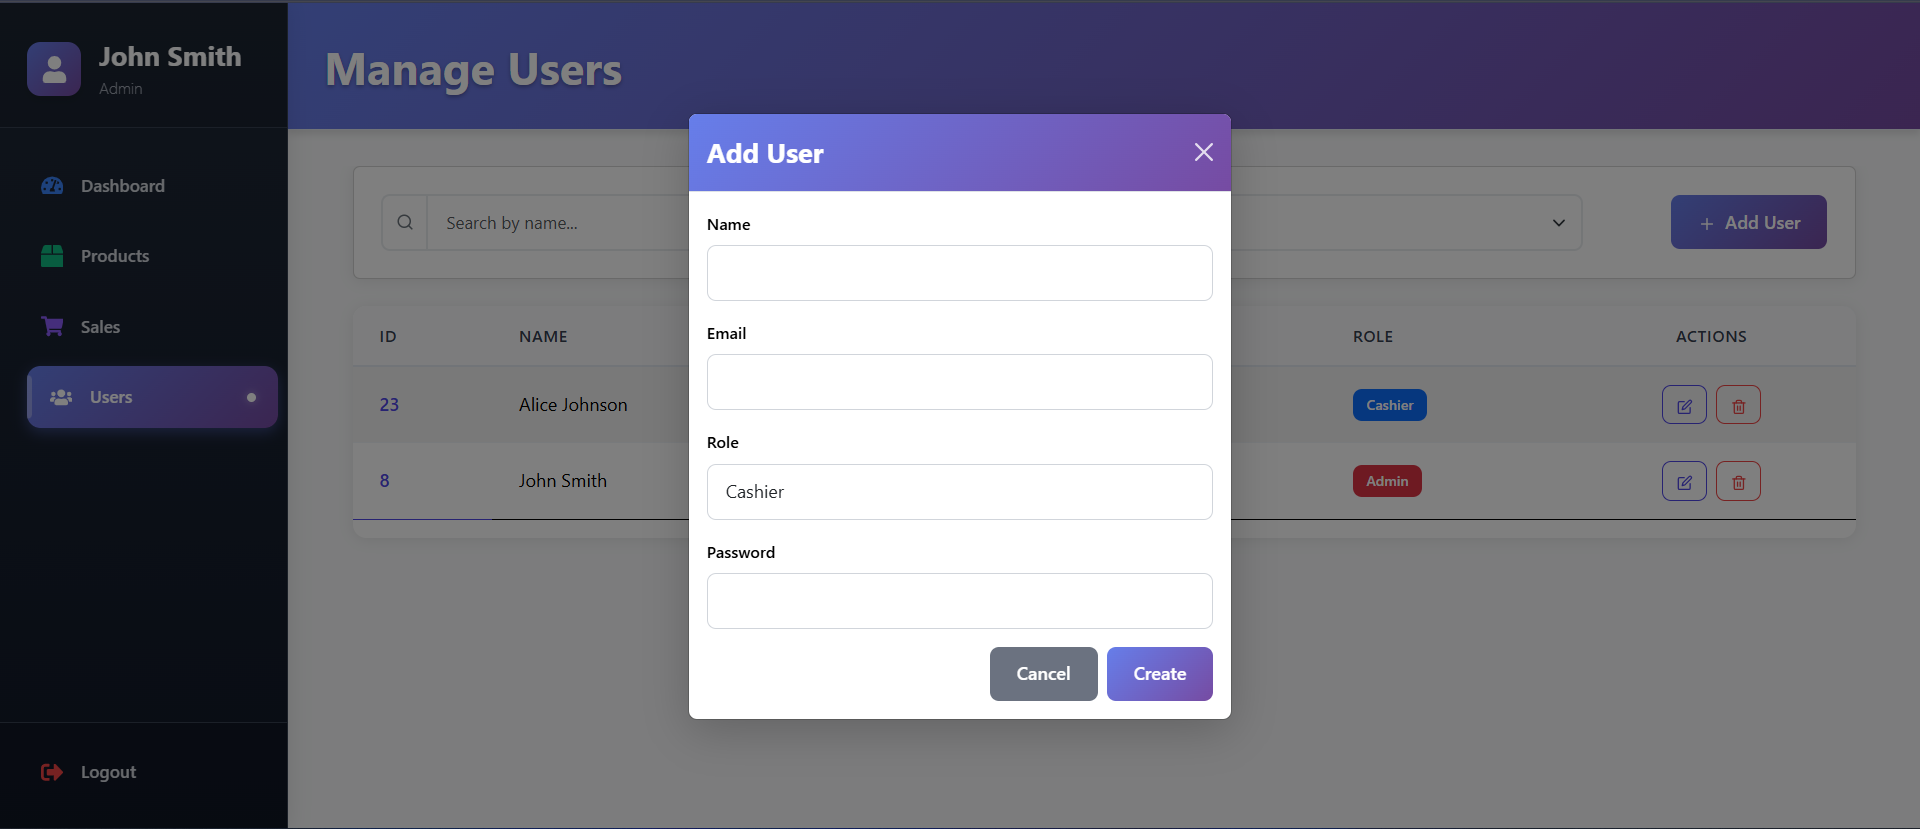 John Smith
Admin
Dashboard
Products
Sales
Users
Logout
Manage Users
Search by name...
Add User
ID NAME ROLE ACTIONS
23 Alice Johnson Cashier
8 John Smith Admin
Add User
Name
Email
Role
Cashier
Password
Cancel Create